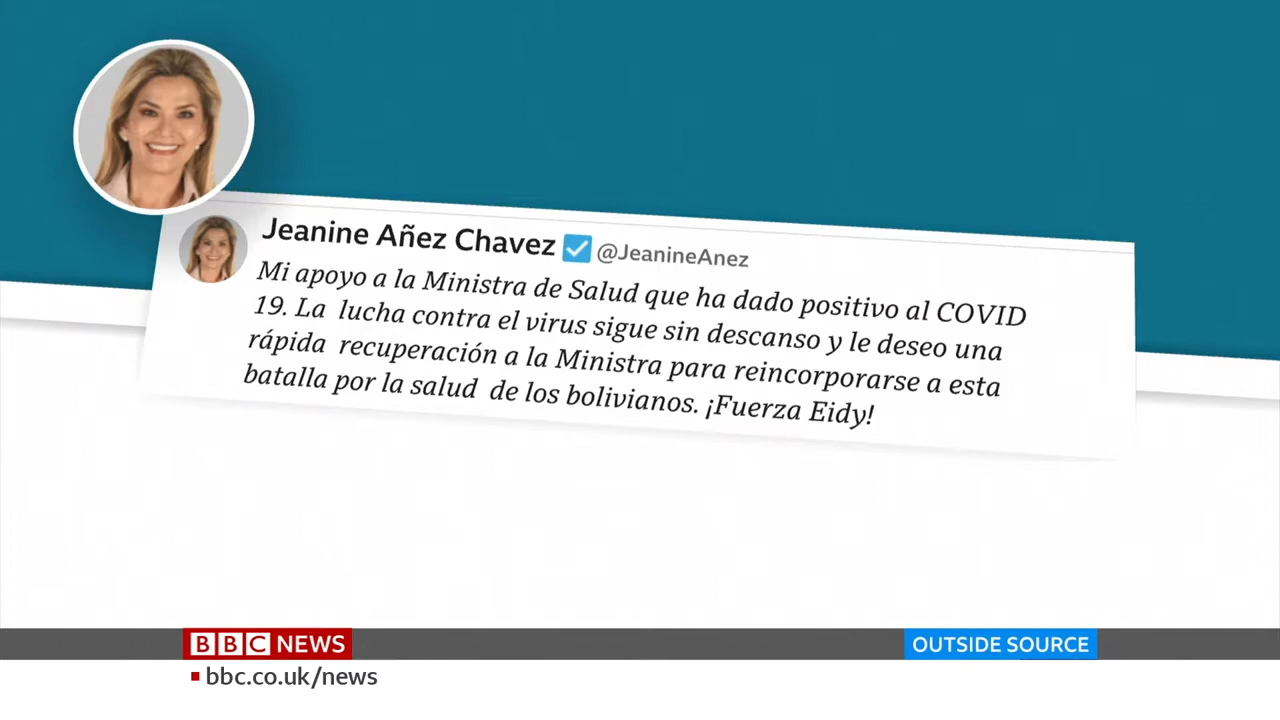 Jeanine Añez Chavez @JeanineAnez
Mi apoyo a la Ministra de Salud que ha dado positivo al COVID
19. La lucha contra el virus sigue sin descanso y le deseo una
rápida recuperación a la Ministra para reincorporarse a esta
batalla por la salud de los bolivianos. ¡Fuerza Eidy!
BBC NEWS
OUTSIDE SOURCE
bbc.co.uk/news